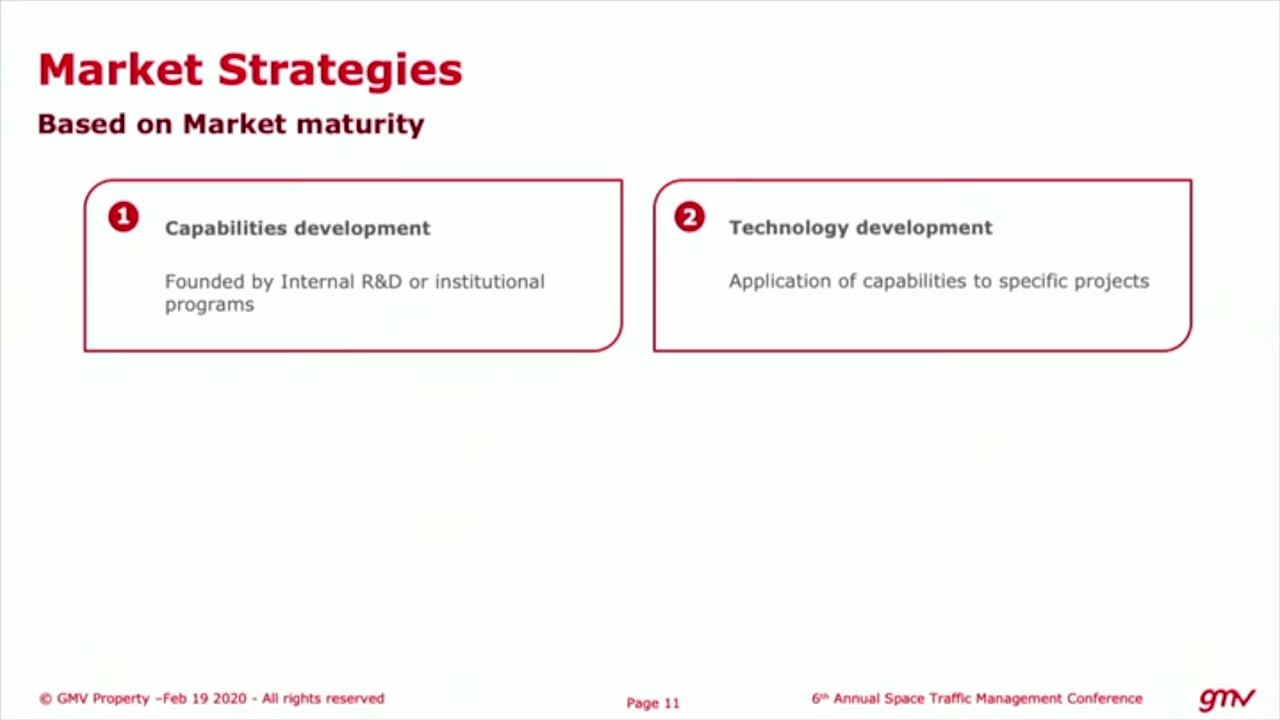 Market Strategies
Based on Market maturity
1
Capabilities development
Founded by Internal R&D or institutional
programs
2
Technology development
Application of capabilities to specific projects
© GMV Property –Feb 19 2020 - All rights reserved
Page 11
6th Annual Space Traffic Management Conference
gmv